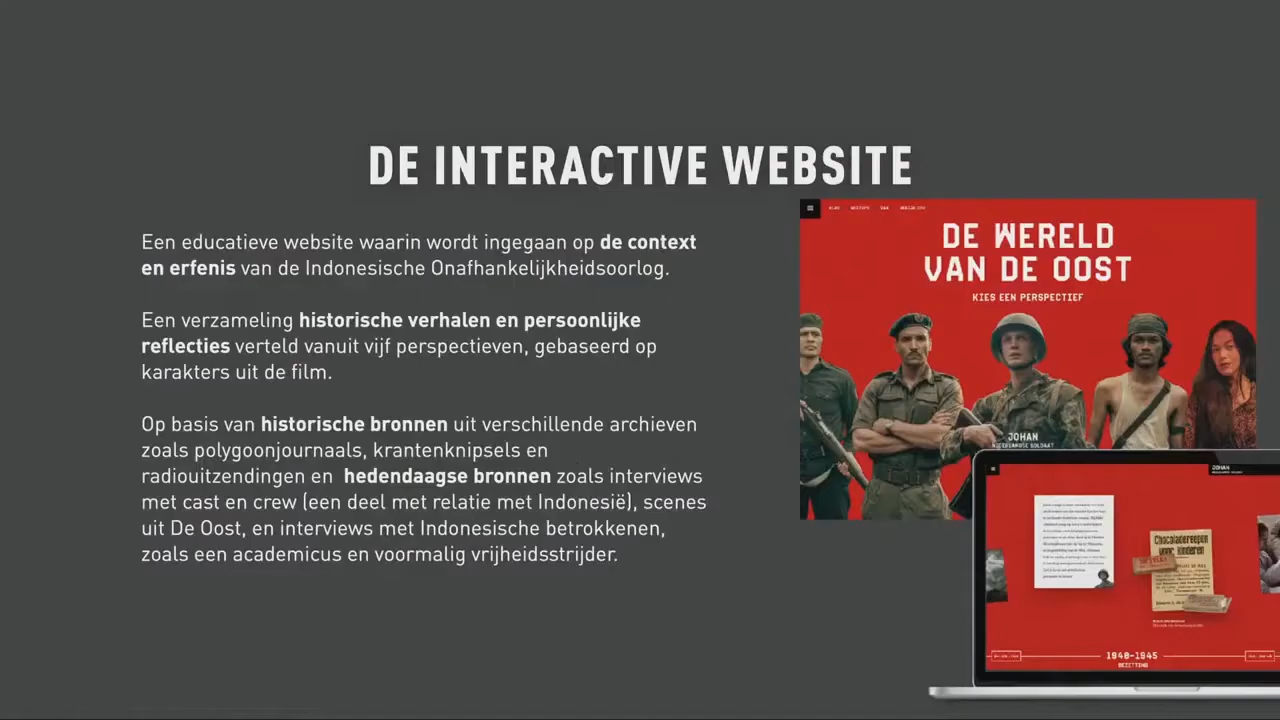 DE INTERACTIVE WEBSITE
Een educatieve website waarin wordt ingegaan op de context
en erfenis van de Indonesische Onafhankelijkheidsoorlog.
Een verzameling historische verhalen en persoonlijke
reflecties verteld vanuit vijf perspectieven, gebaseerd op
karakters uit de film.
Op basis van historische bronnen uit verschillende archieven
zoals polygoonjournaals, krantenknipsels en
radiouitzendingen en hedendaagse bronnen zoals interviews
met cast en crew (een deel met relatie met Indonesië), scenes
uit De Oost, en interviews met Indonesische betrokkenen,
zoals een academicus en voormalig vrijheidsstrijder.
DE WERELD
VAN DE OOST
KIES EEN PERSPECTIEF
JOHAN
NEDERLANDSE SOLDAAT
JOHAN
Chocoladereepen
voor kinderen
1940-1945
BEZETTING